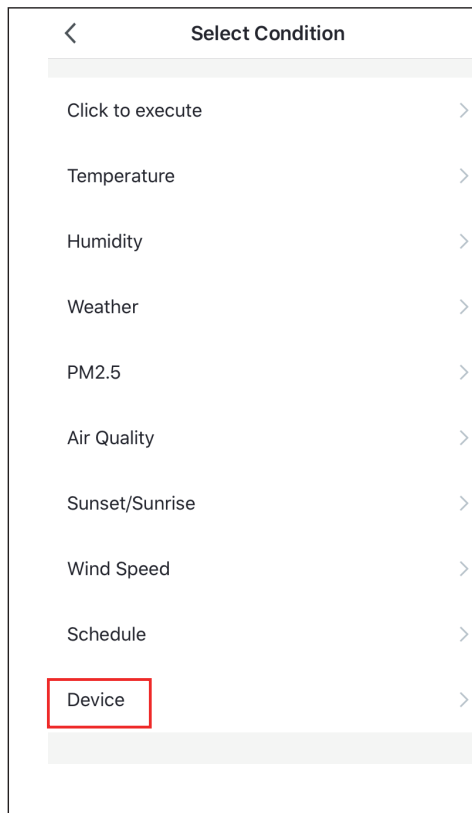 Select Condition
Click to execute
Temperature
Humidity
Weather
PM2.5
Air Quality
Sunset/Sunrise
Wind Speed
Schedule
Device